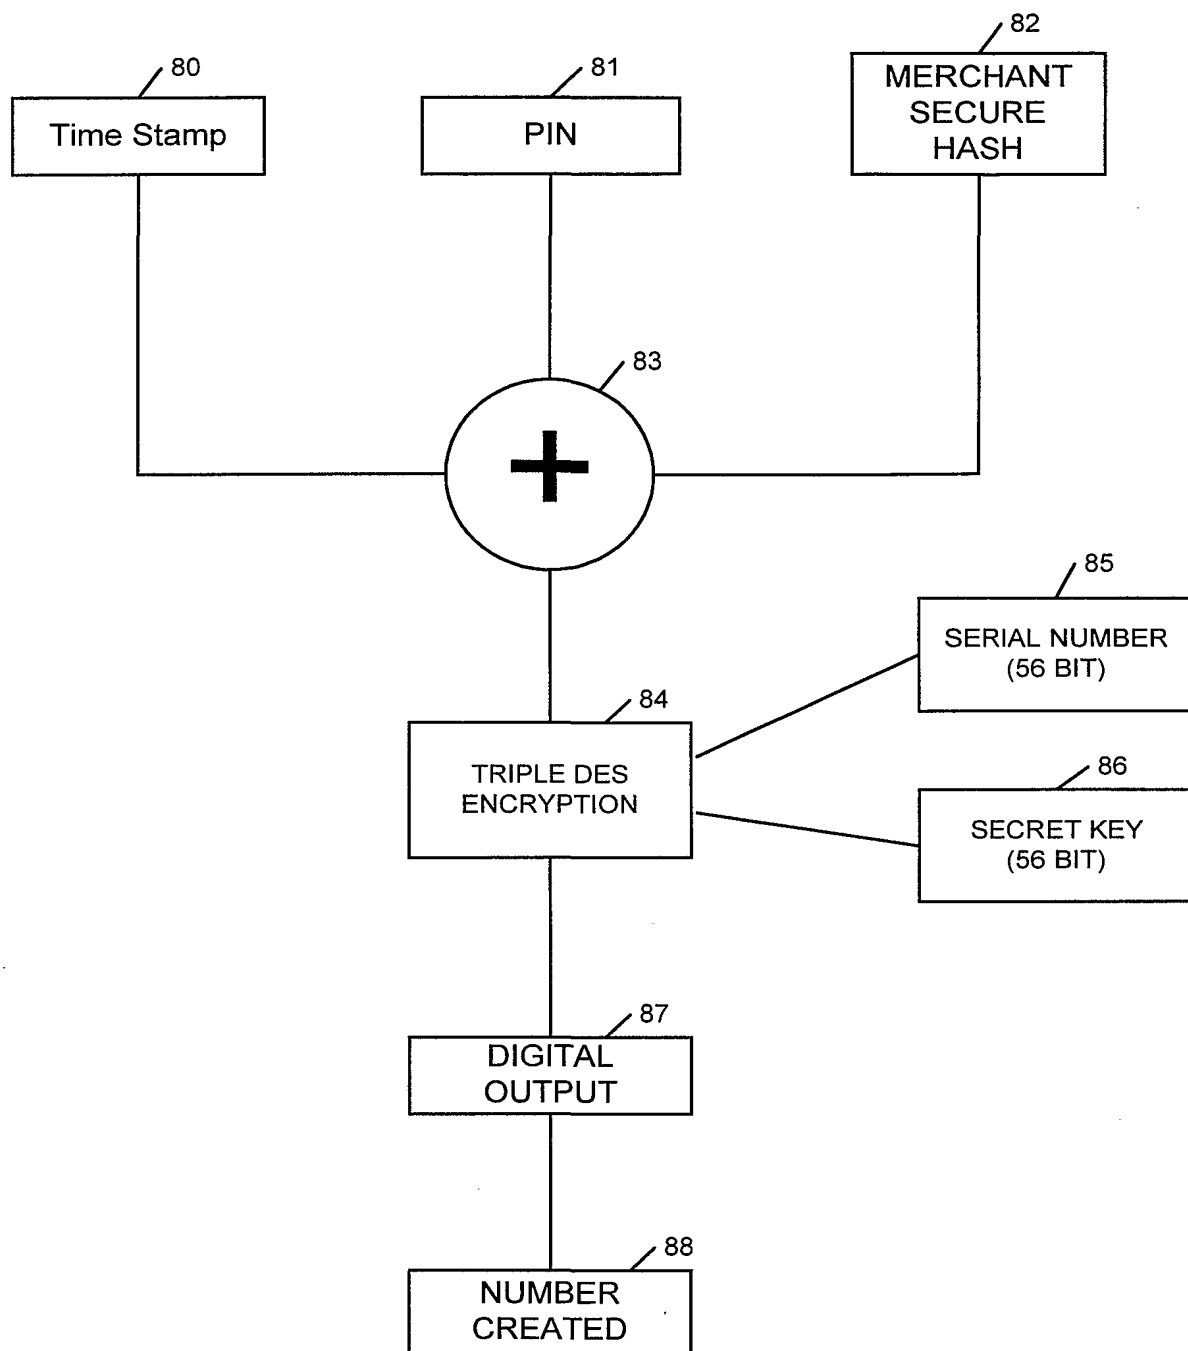 82
80
81
MERCHANT
SECURE
HASH
Time Stamp
PIN
83
+
85
SERIAL NUMBER
(56 BIT)
84
TRIPLE DES
ENCRYPTION
86
SECRET KEY
(56 BIT)
87
DIGITAL
OUTPUT
88
NUMBER
CREATED